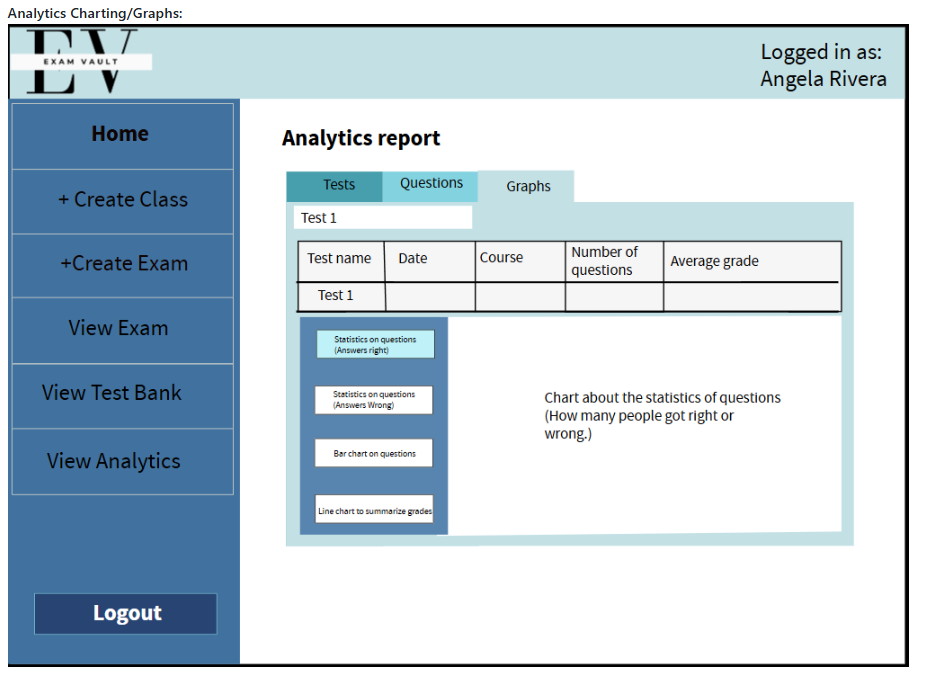 Analytics Charting/Graphs:
EV
EXAM VAULT
Logged in as:
Angela Rivera
Home
+ Create Class
+Create Exam
View Exam
View Test Bank
View Analytics
Logout
Analytics report
Tests
Questions
Graphs
Test 1
Test name
Date
Course
Number of
questions
Average grade
Test 1
Statistics on questions
(Answers right)
Statistics on questions
(Answers Wrong)
Bar chart on questions
Line chart to summarize grades
Chart about the statistics of questions
(How many people got right or
wrong.)